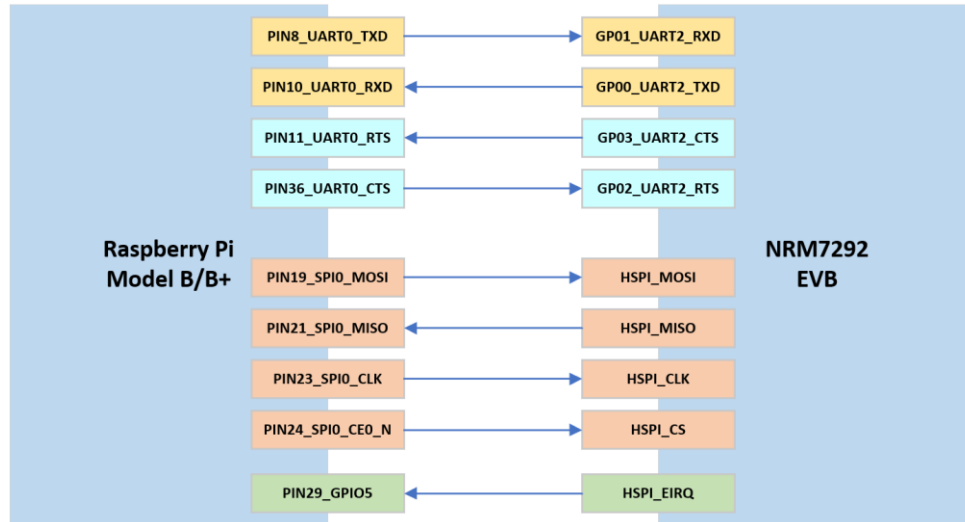 PIN8_UART0_TXD
GP01_UART2_RXD
PIN10_UART0_RXD
GP00_UART2_TXD
PIN11_UART0_RTS
GP03_UART2_CTS
PIN36_UART0_CTS
GP02_UART2_RTS
Raspberry Pi
Model B/B+
NRM7292
EVB
PIN19_SPI0_MOSI
HSPI_MOSI
PIN21_SPI0_MISO
HSPI_MISO
PIN23_SPI0_CLK
HSPI_CLK
PIN24_SPI0_CE0_N
HSPI_CS
PIN29_GPIO5
HSPI_EIRQ